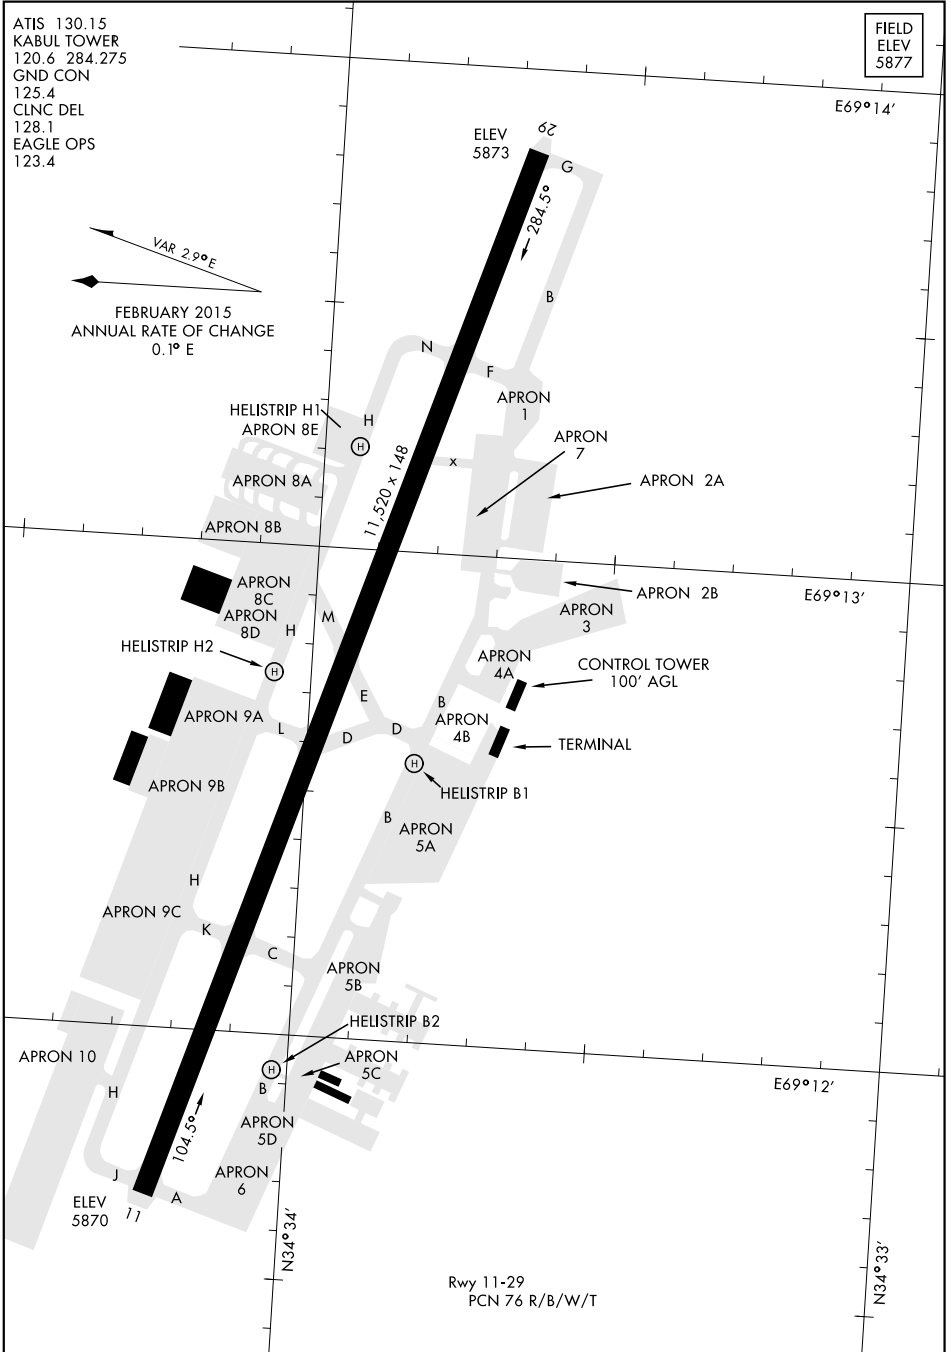 ATIS 130.15
KABUL TOWER
120.6 284.275
GND CON
125.4
CLNC DEL
128.1
EAGLE OPS
123.4
FIELD
ELEV
5877
E69°14'
ELEV
5873
29
G
284.5°
VAR 2.9° E
FEBRUARY 2015
ANNUAL RATE OF CHANGE
0.1° E
B
N
F
APRON
1
HELISTRIP H1
APRON 8E
H
H
APRON
7
11,520 x 148
x
APRON 8A
APRON 2A
APRON 8B
APRON
8C
APRON
8D
H
M
APRON 2B
E69°13'
APRON
3
HELISTRIP H2
H
APRON
4A
CONTROL TOWER
100' AGL
E
B
APRON
4B
APRON 9A
L
D
D
TERMINAL
H
APRON 9B
HELISTRIP B1
B
APRON
5A
H
APRON 9C
K
C
APRON
5B
HELISTRIP B2
APRON 10
H
APRON
5C
H
B
E69°12'
104.5°
APRON
5D
J
A
APRON
6
ELEV
5870
11
N34°34'
N34°33'
Rwy 11-29
PCN 76 R/B/W/T